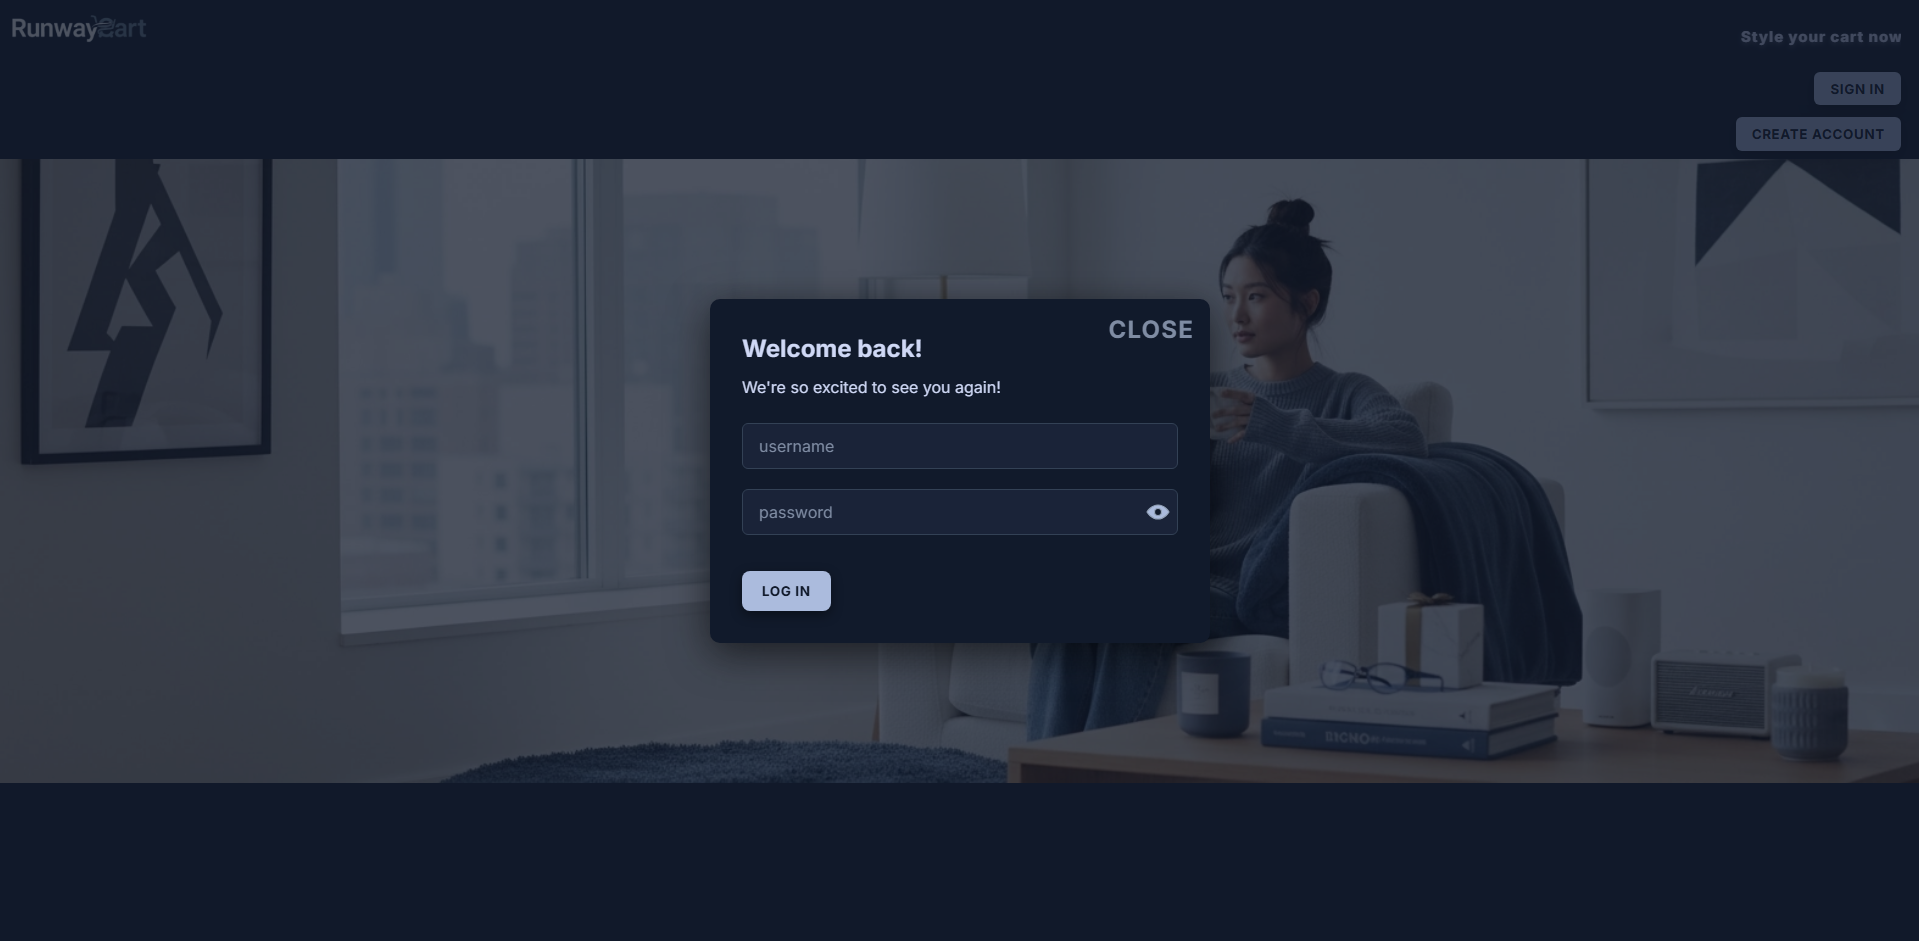 RunwayCart
Style your cart now
SIGN IN
CREATE ACCOUNT
CLOSE
Welcome back!
We're so excited to see you again!
username
password
LOG IN